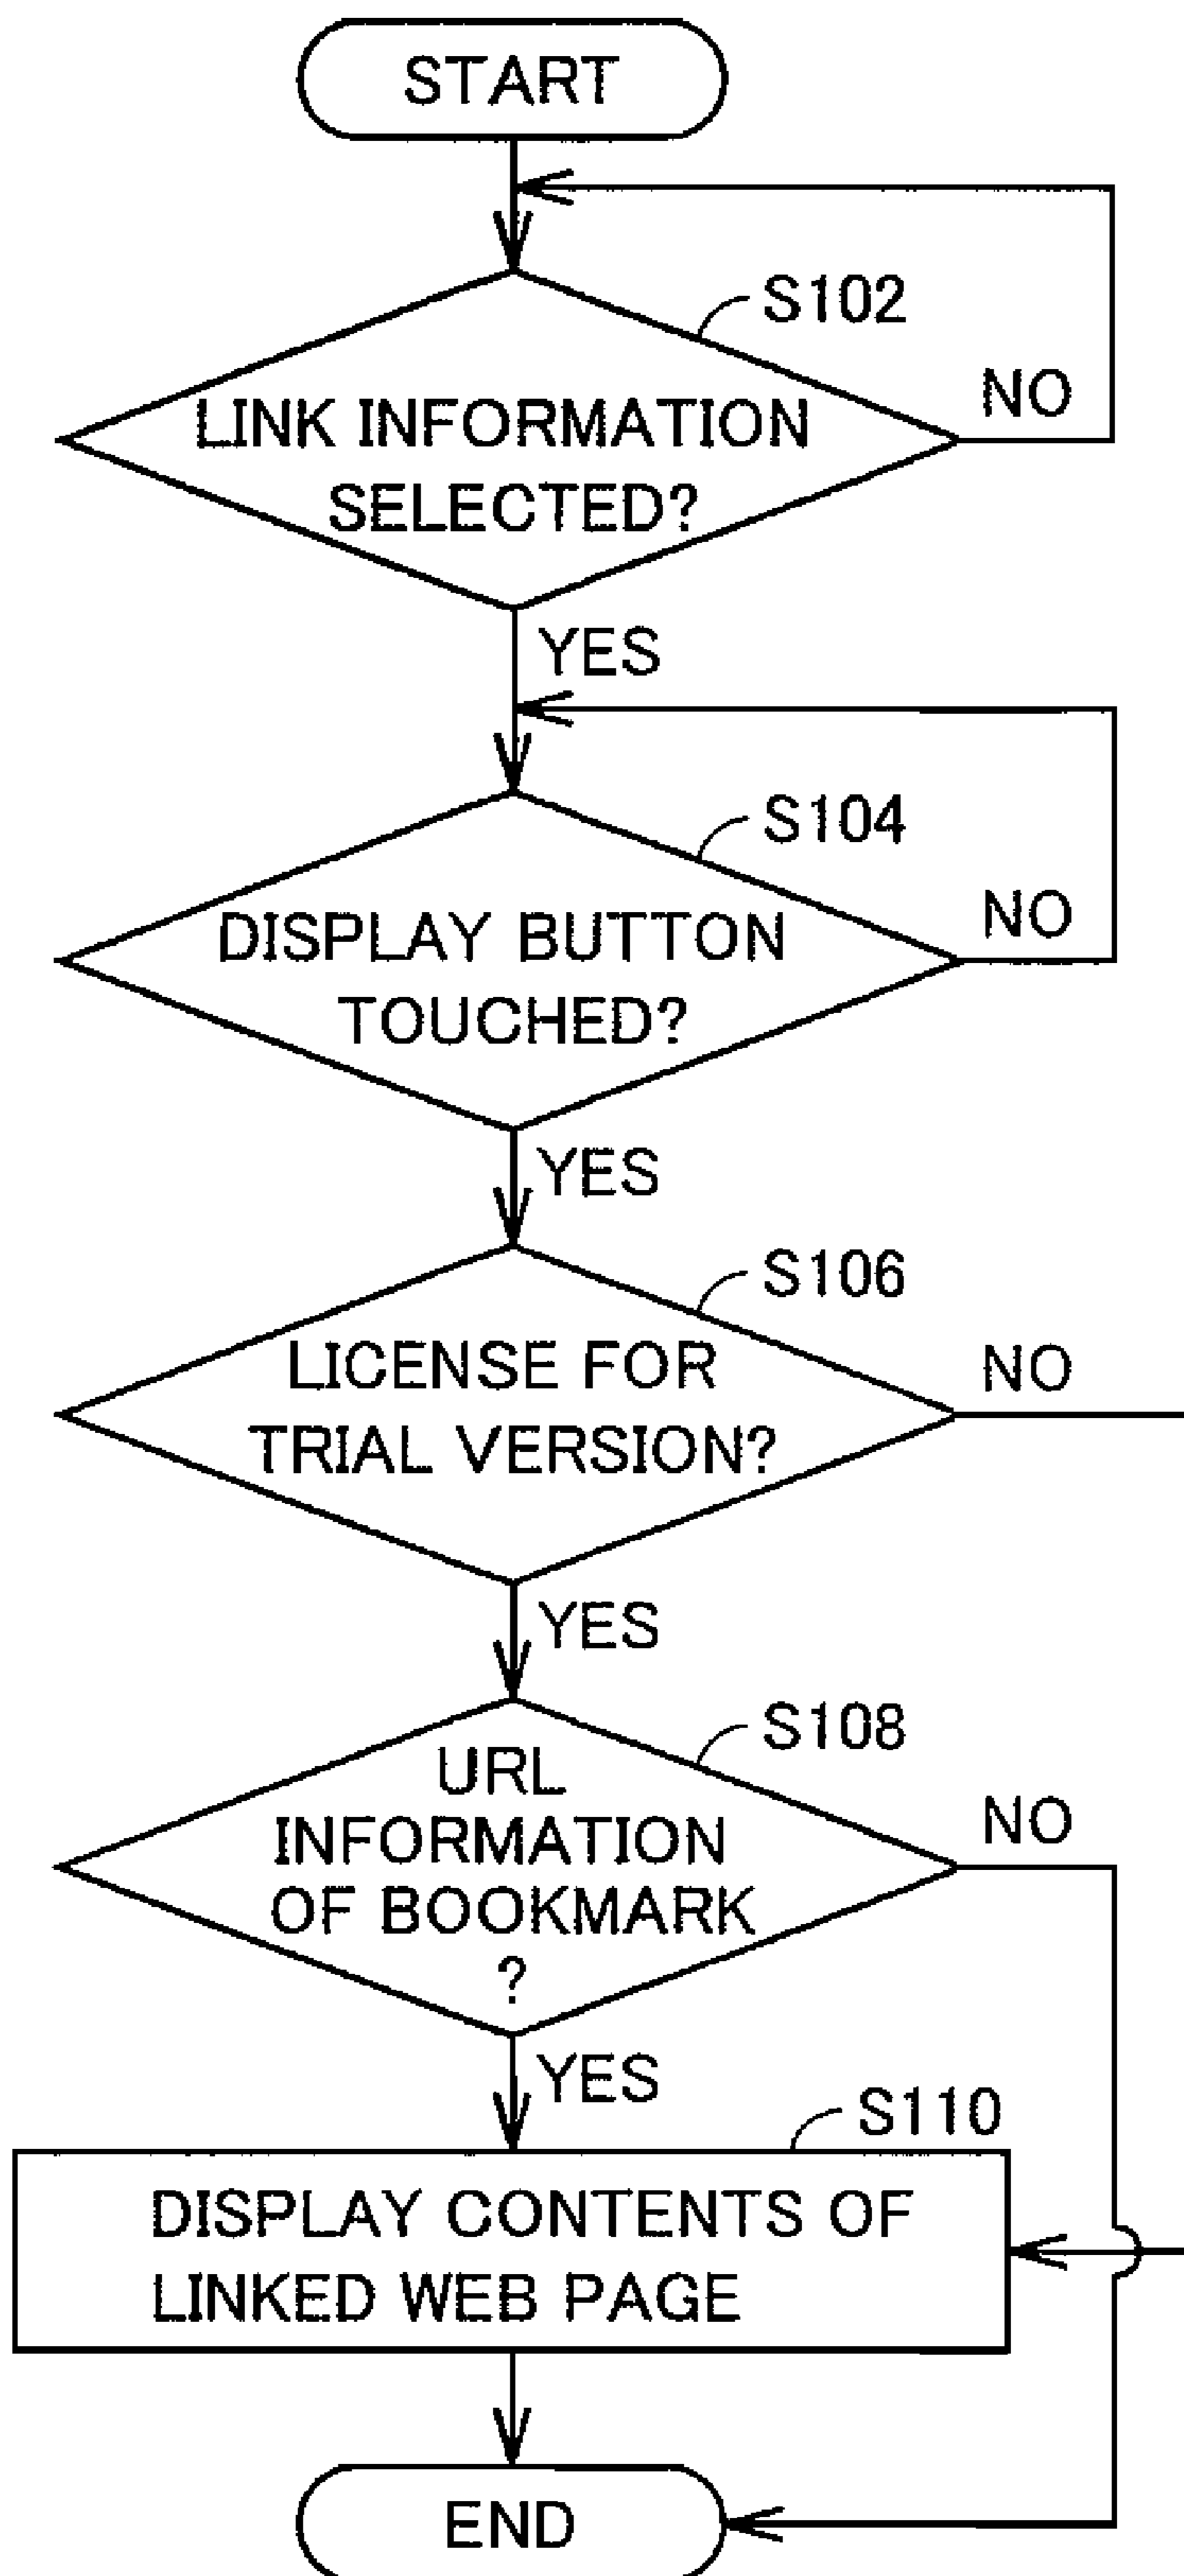 START
S102
LINK INFORMATION
SELECTED?
NO
YES
S104
DISPLAY BUTTON
TOUCHED?
NO
YES
S106
LICENSE FOR
TRIAL VERSION?
NO
YES
S108
URL
INFORMATION
OF BOOKMARK
?
NO
YES
S110
DISPLAY CONTENTS OF
LINKED WEB PAGE
END